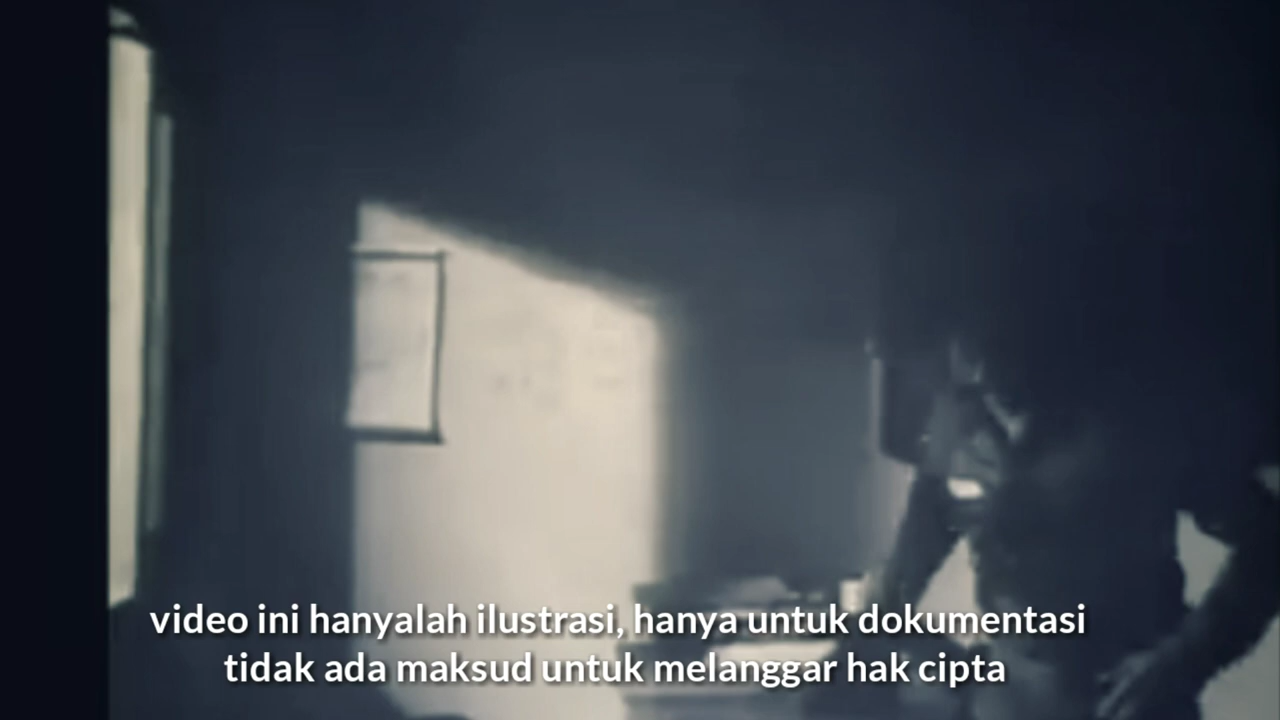 video ini hanyalah ilustrasi, hanya untuk dokumentasi
tidak ada maksud untuk melanggar hak cipta